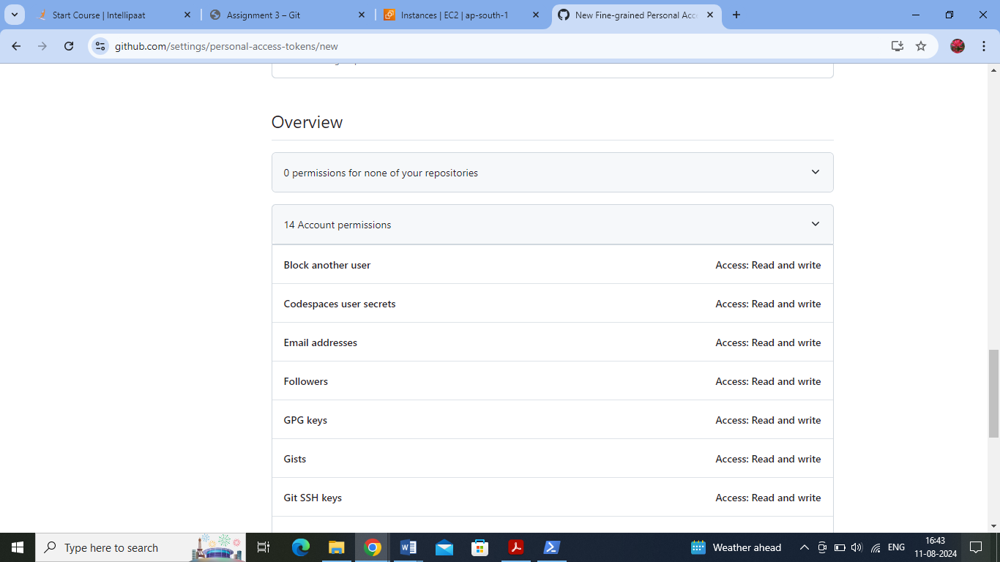 Start Course | Intellipaat
Assignment 3 – Git
Instances | EC2 | ap-south-1
New Fine-grained Personal Acc
github.com/settings/personal-access-tokens/new
Overview
0 permissions for none of your repositories
14 Account permissions
Block another user Access: Read and write
Codespaces user secrets Access: Read and write
Email addresses Access: Read and write
Followers Access: Read and write
GPG keys Access: Read and write
Gists Access: Read and write
Git SSH keys Access: Read and write
Type here to search
Weather ahead
ENG
16:43
11-08-2024